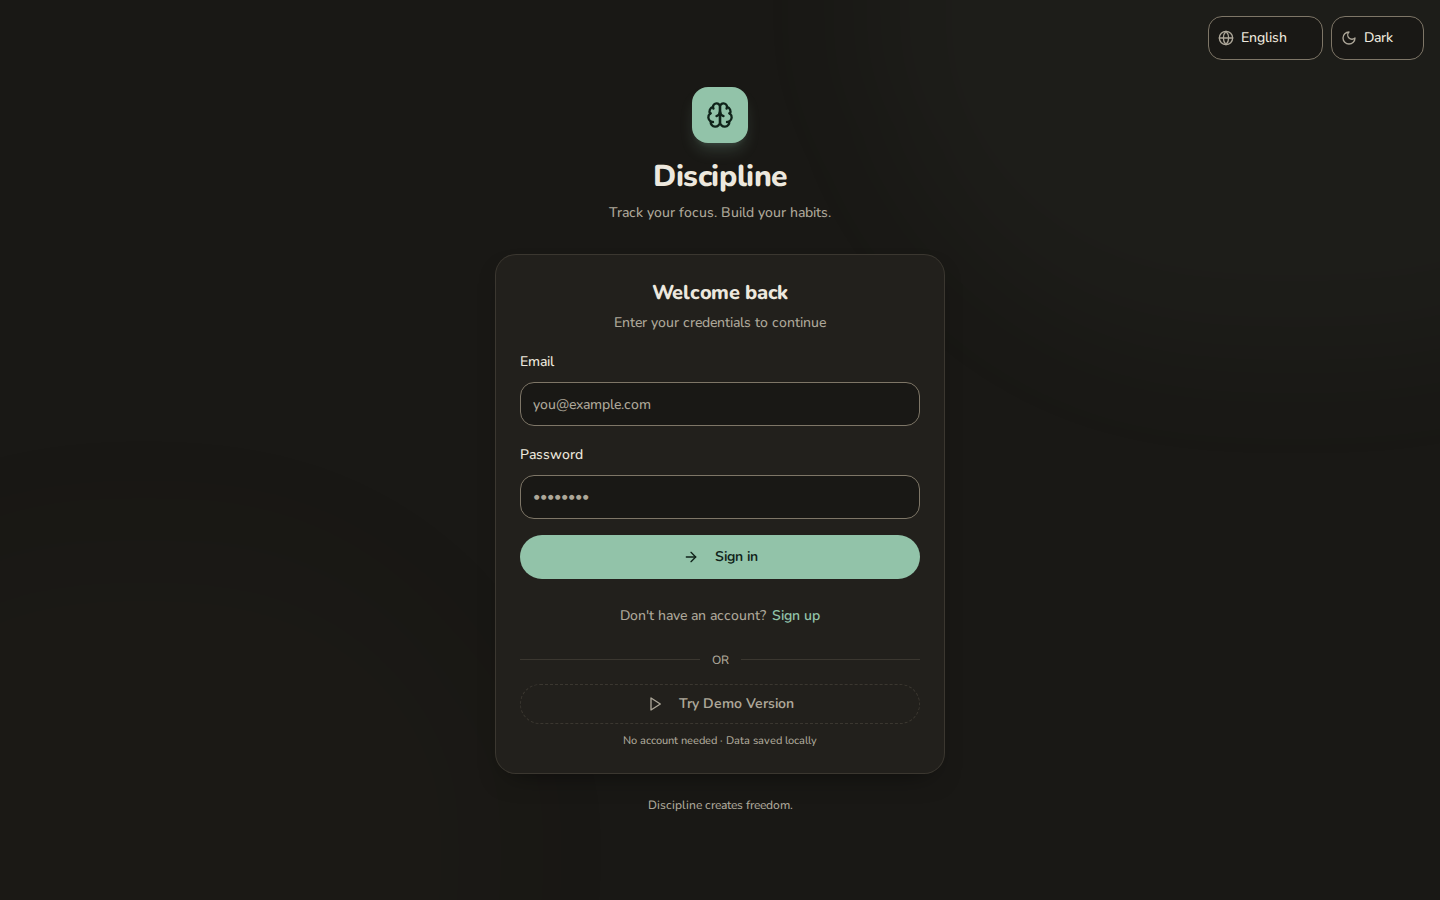 English
Dark
Discipline
Track your focus. Build your habits.
Welcome back
Enter your credentials to continue
Email
you@example.com
Password
••••••••
Sign in
Don't have an account? Sign up
OR
Try Demo Version
No account needed · Data saved locally
Discipline creates freedom.